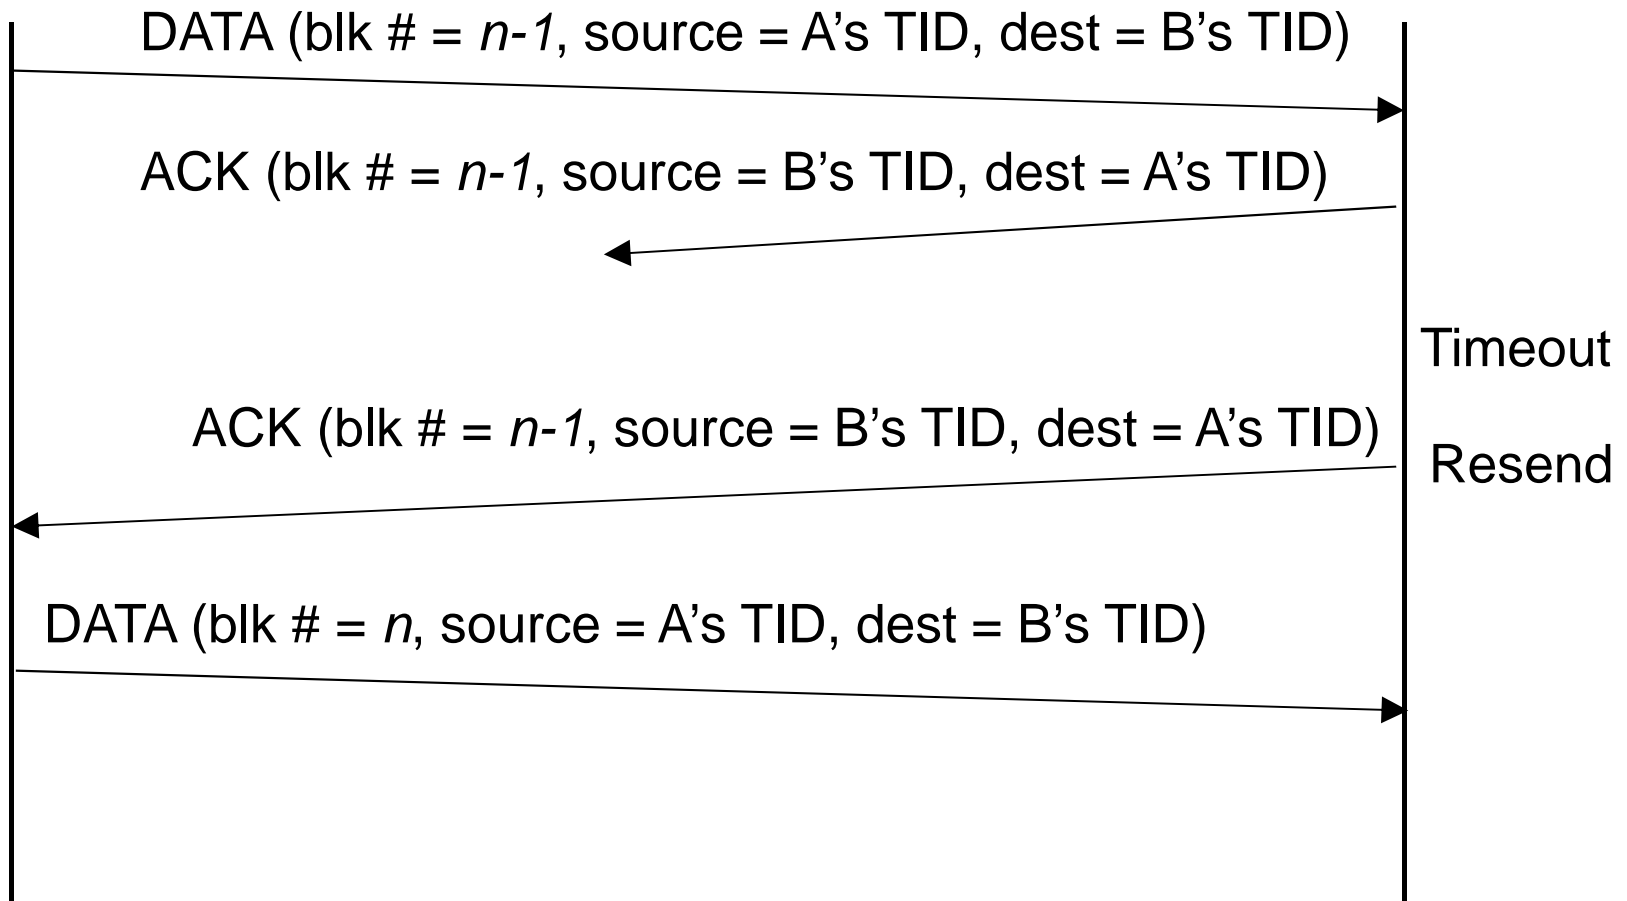 DATA (blk # = n-1, source = A’s TID, dest = B’s TID)
ACK (blk # = n-1, source = B’s TID, dest = A’s TID)
Timeout
ACK (blk # = n-1, source = B’s TID, dest = A’s TID)
Resend
DATA (blk # = n, source = A’s TID, dest = B’s TID)